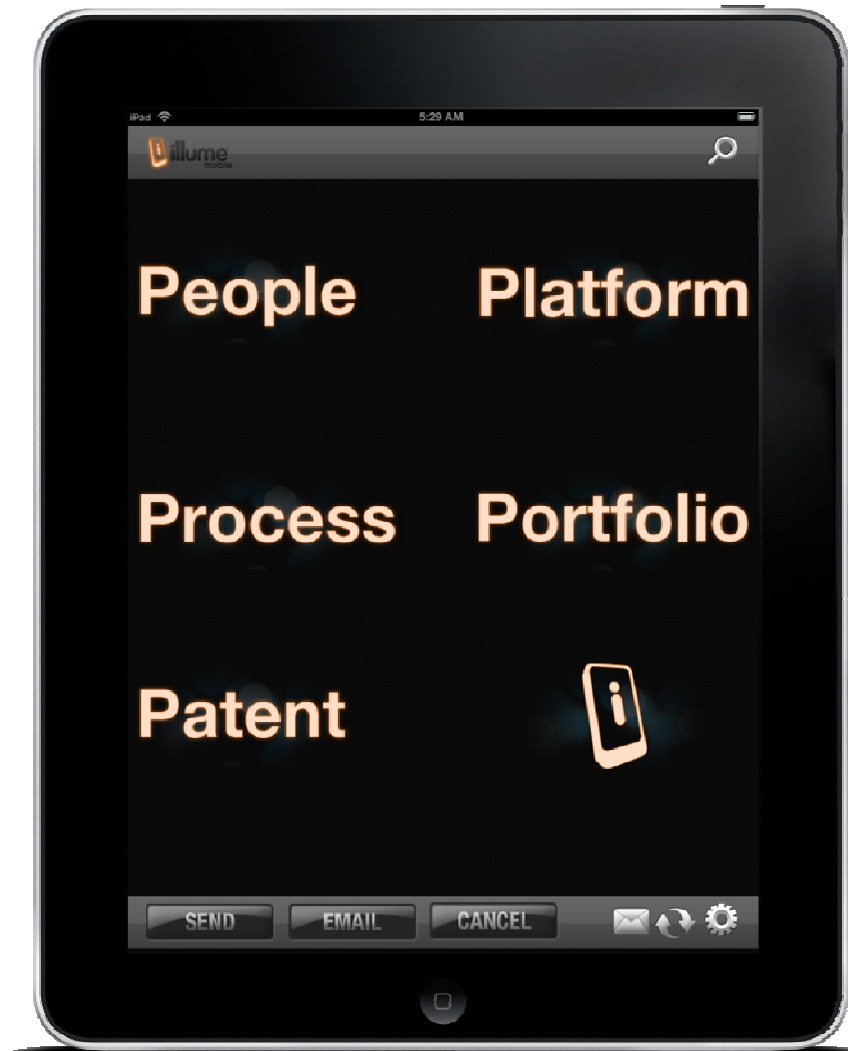 iPad 5:29 AM
illume
mobile
People Platform
Process Portfolio
Patent
i
SEND EMAIL CANCEL